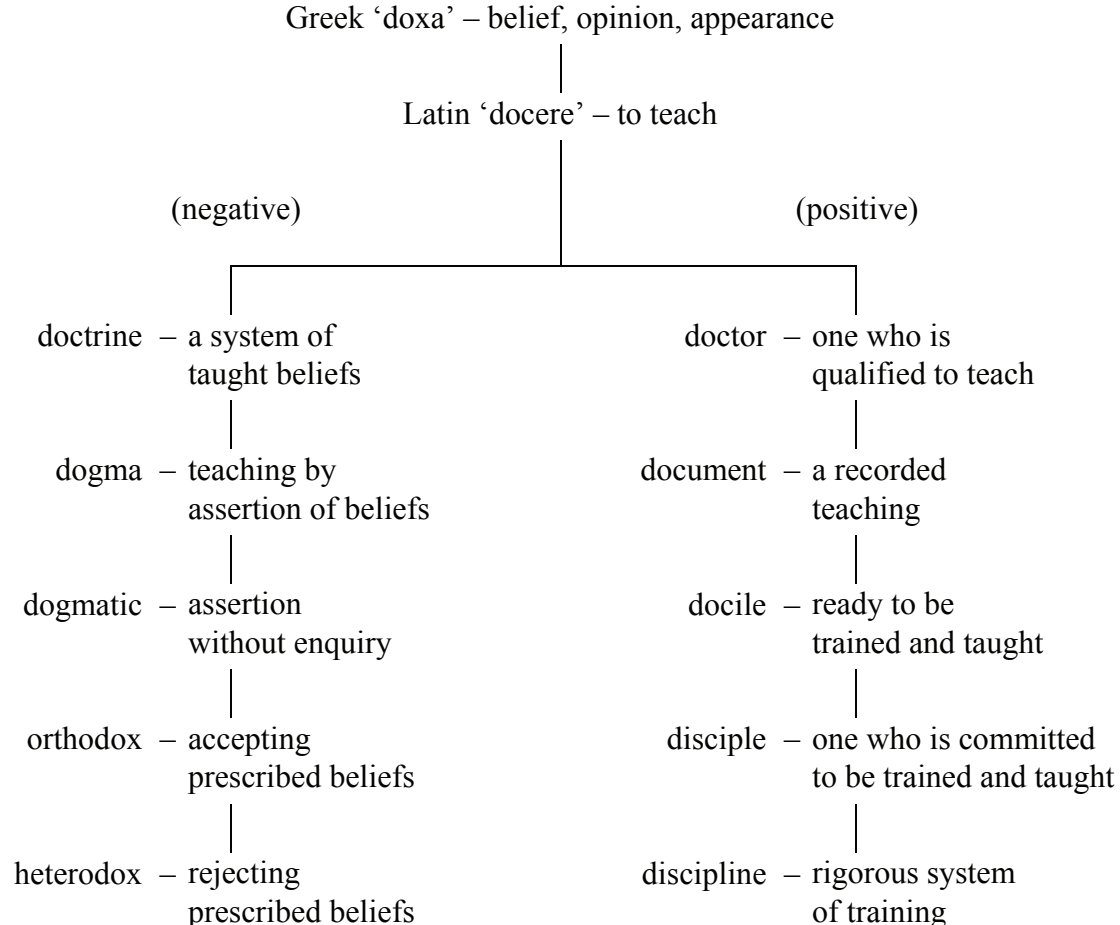 Greek ‘doxa’ – belief, opinion, appearance
Latin ‘docere’ – to teach
(negative)
(positive)
doctrine – a system of
taught beliefs
dogma – teaching by
assertion of beliefs
dogmatic – assertion
without enquiry
orthodox – accepting
prescribed beliefs
heterodox – rejecting
prescribed beliefs
doctor – one who is
qualified to teach
document – a recorded
teaching
docile – ready to be
trained and taught
disciple – one who is committed
to be trained and taught
discipline – rigorous system
of training